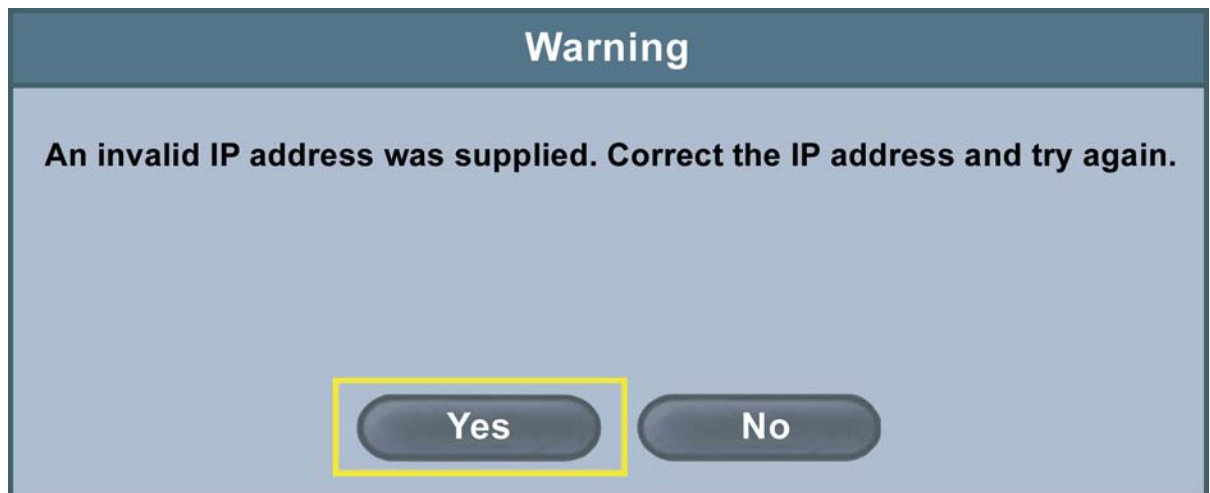 Warning
An invalid IP address was supplied. Correct the IP address and try again.
Yes No